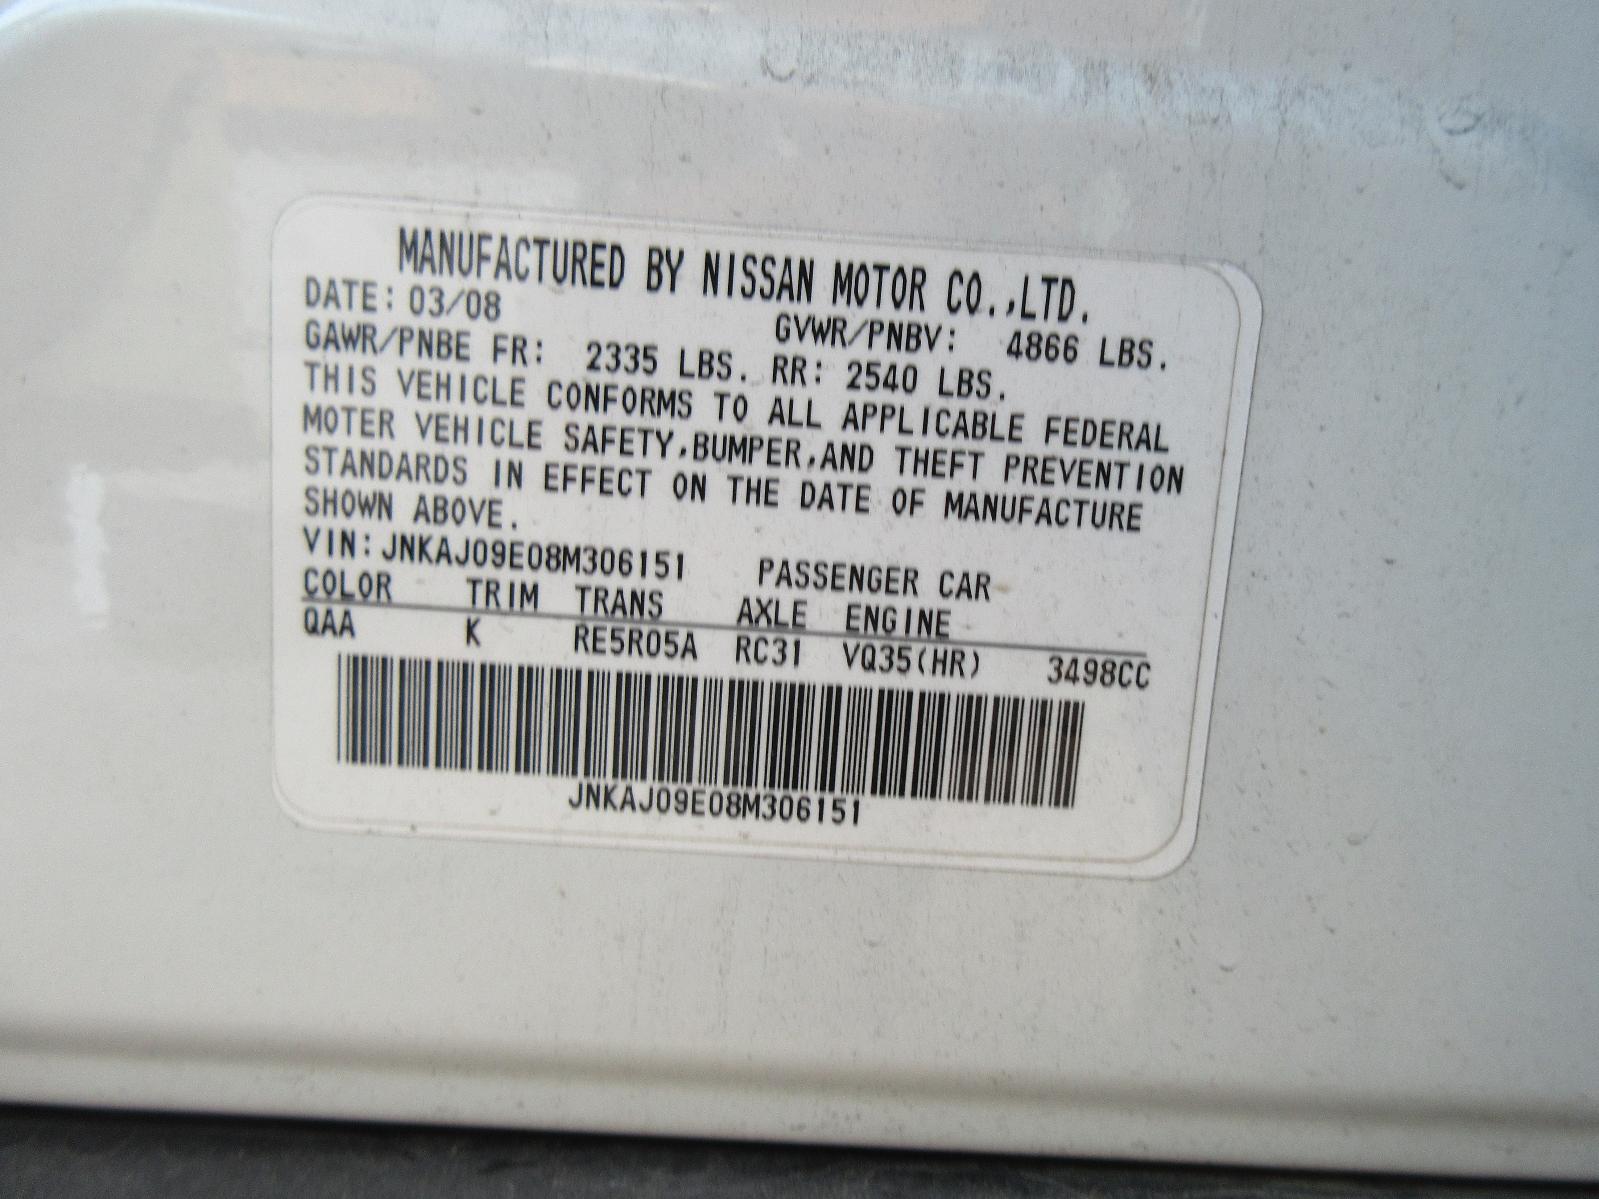 MANUFACTURED BY NISSAN MOTOR CO.,LTD.
DATE: 03/08 GVWR/PNBV: 4866 LBS.
GAWR/PNBE FR: 2335 LBS. RR: 2540 LBS.
THIS VEHICLE CONFORMS TO ALL APPLICABLE FEDERAL
MOTER VEHICLE SAFETY,BUMPER,AND THEFT PREVENTION
STANDARDS IN EFFECT ON THE DATE OF MANUFACTURE
SHOWN ABOVE.
VIN: JNKAJ09E08M306151 PASSENGER CAR
COLOR TRIM TRANS AXLE ENGINE
QAA K RE5R05A RC31 VQ35(HR) 3498CC
JNKAJ09E08M306151